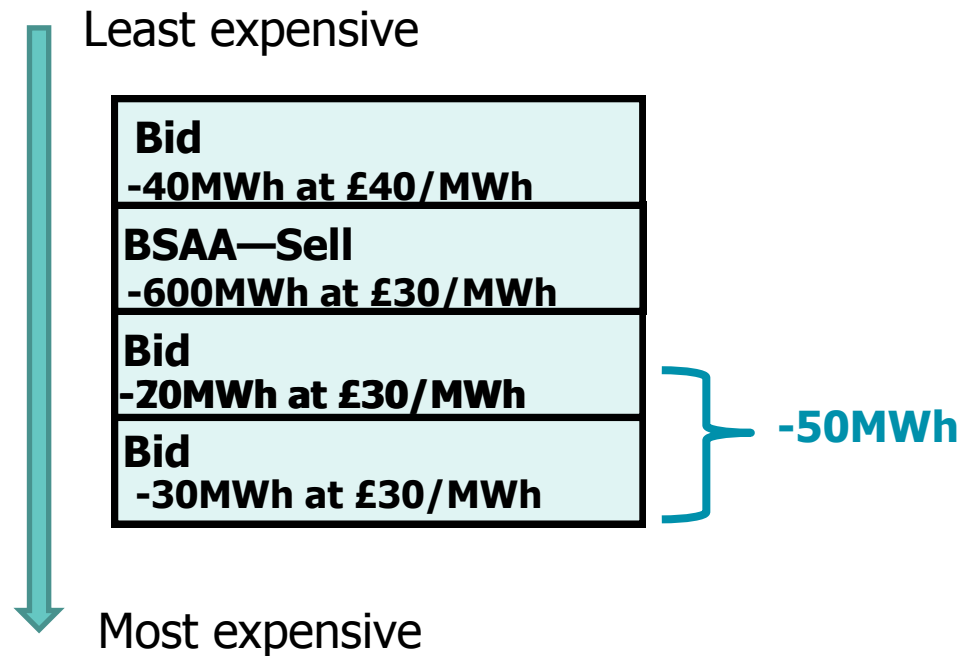 Least expensive
Bid
-40MWh at £40/MWh
BSAA—Sell
-600MWh at £30/MWh
Bid
-20MWh at £30/MWh
Bid
-30MWh at £30/MWh
-50MWh
Most expensive